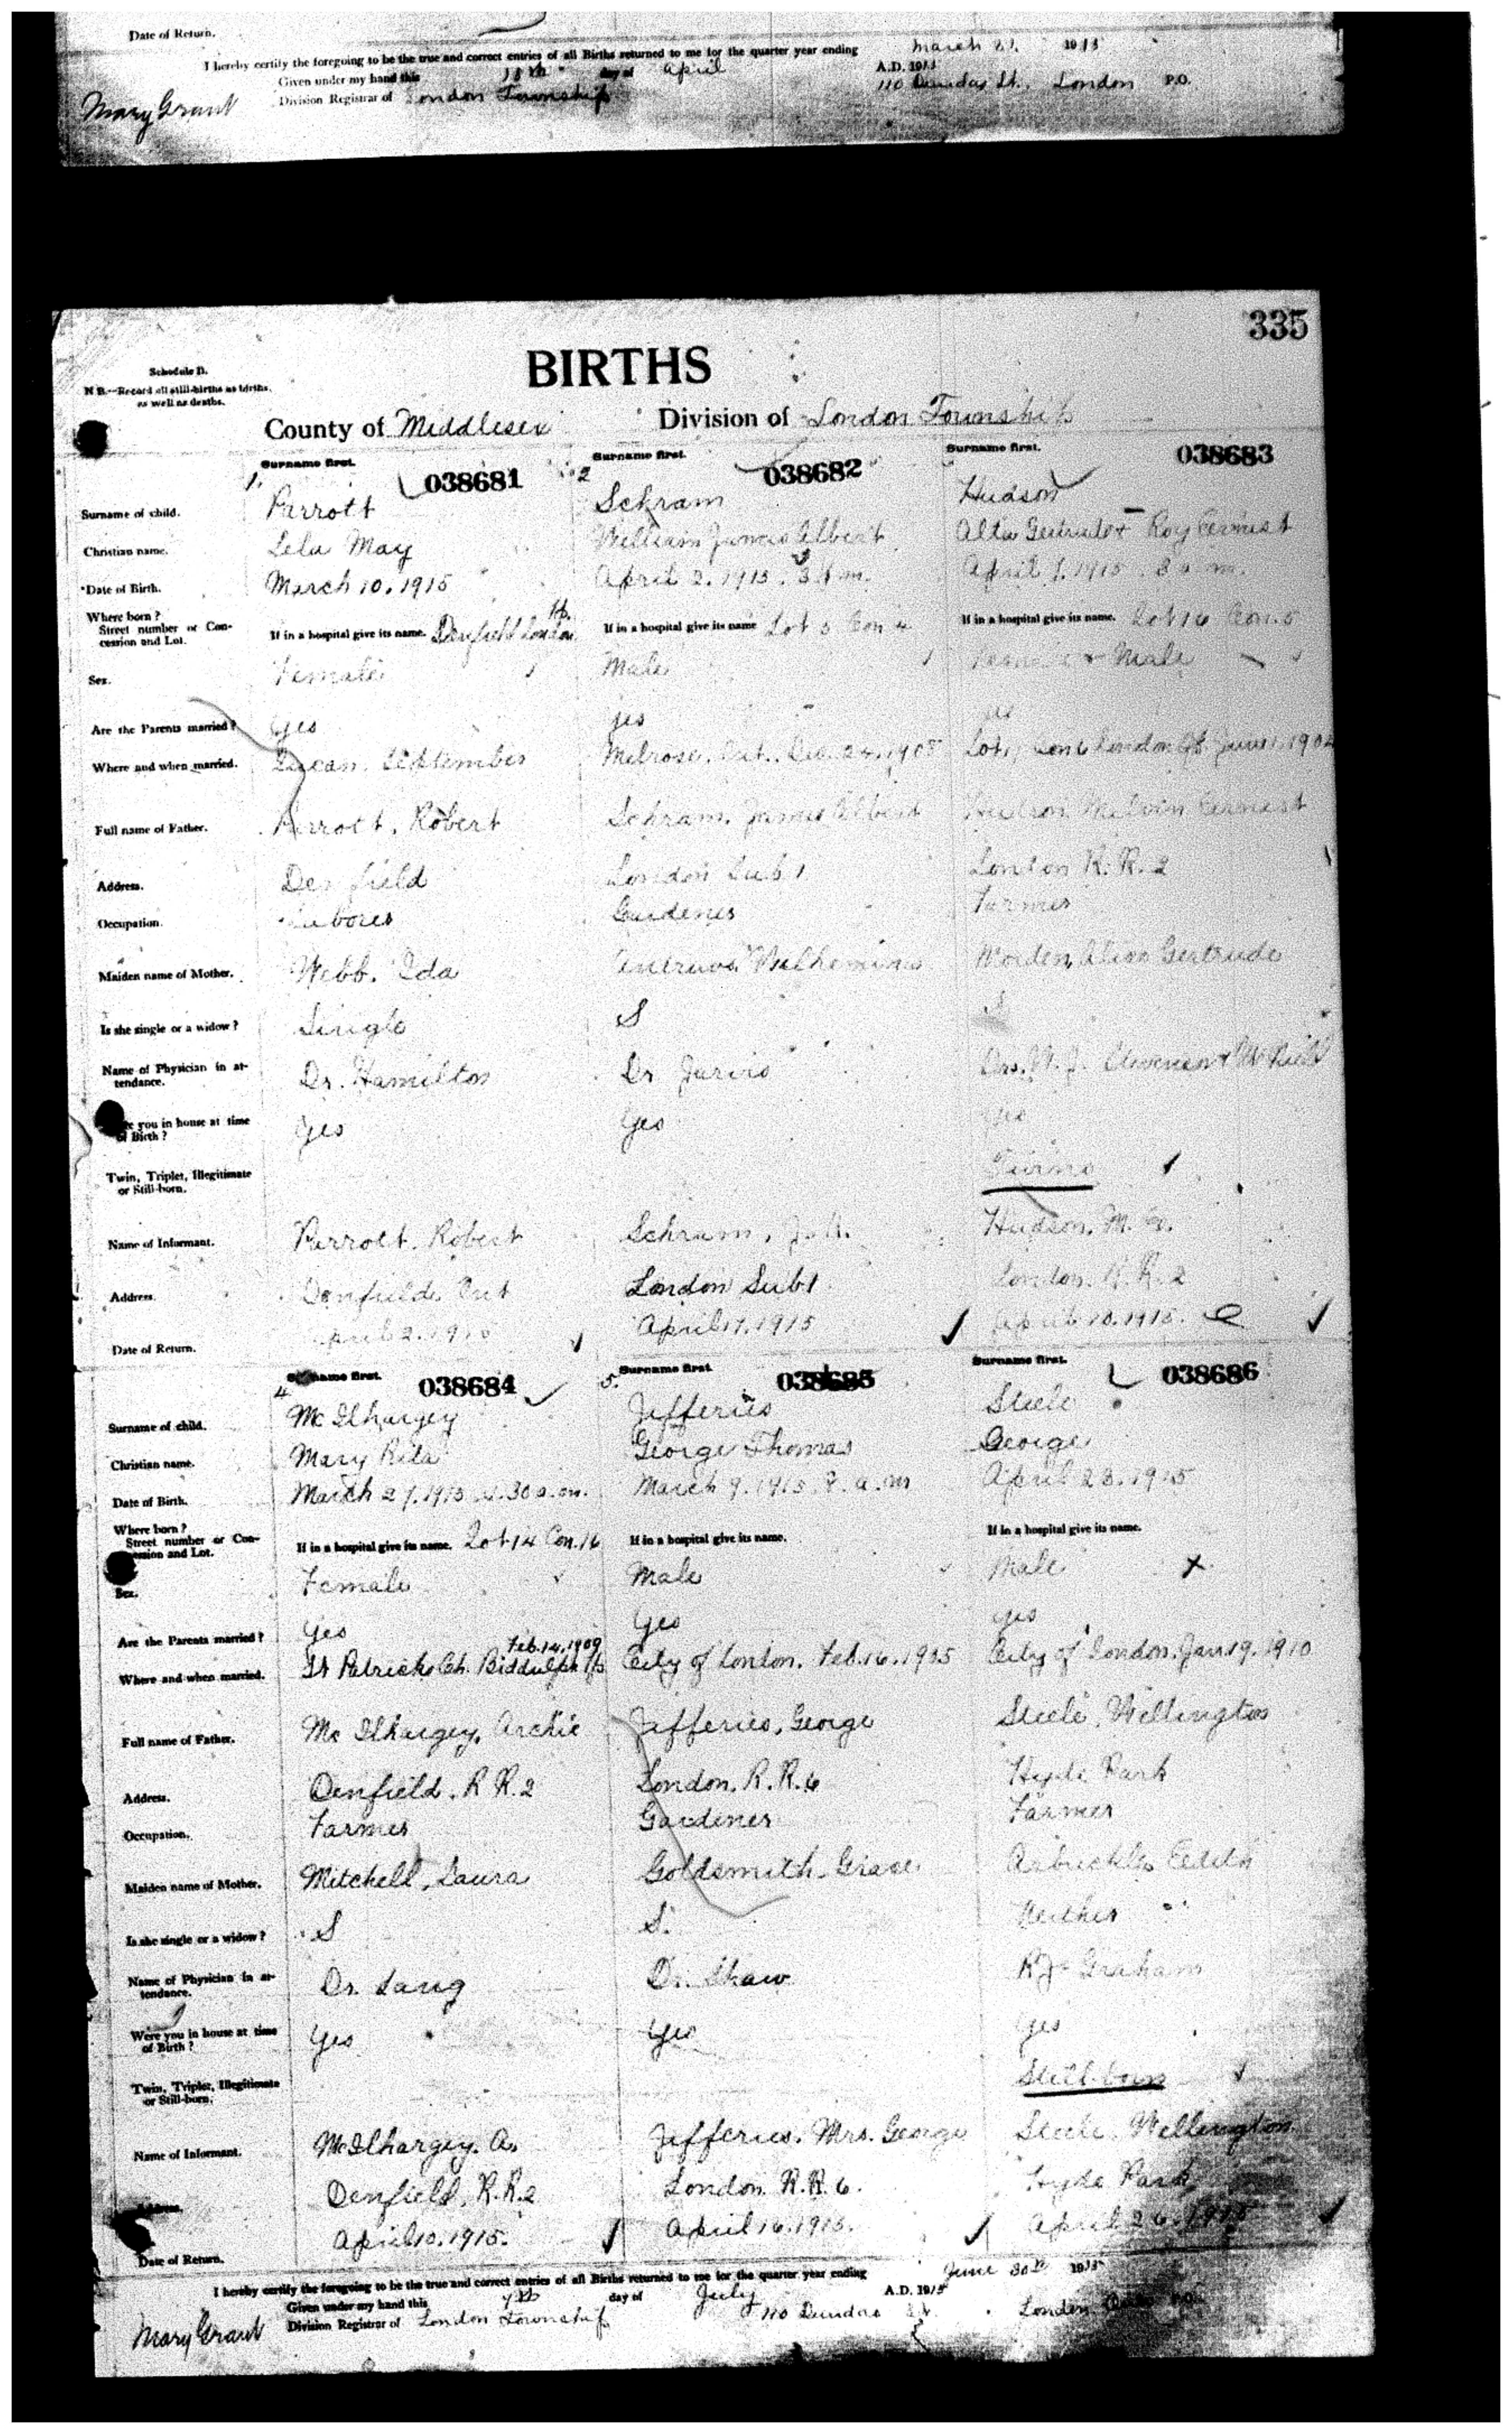 Date of Return.
I hereby certify the foregoing to be the true and correct entries of all Births returned to me for the quarter year ending March 31, 1915
Given under my hand this 10th day of April A.D. 1915
Mary Grant Division Registrar of London Township 110 Dundas St. London P.O.
335
Schedule B.
N B.—Record all still-births as births, as well as deaths.
BIRTHS
County of Middlesex Division of London Township
Surname first. 038681 Surname first. 038682 Surname first. 038683
1. 2
Surname of child. Parrott Schram Hudson
Christian name. Lela May William James Albert Alta Gertrude + Roy Earnest
*Date of Birth. March 10, 1915 April 2, 1915. April 1, 1915 8 a m.
Where born? Street number or Concession and Lot. If in a hospital give its name. Denfield London Tp. If in a hospital give its name Lot 5 Con 4 If in a hospital give its name. Lot 16 Con. 5
Sex. Female Male Female + Male
Are the Parents married? Yes Yes Yes
Where and when married. Lucan, September Melrose, Ont., Dec. 24, 1908 Lot, Con 6 London Tp. June 1, 1904
Full name of Father. Parrott, Robert Schram, James Albert Hudson Melvin Earnest
Address. Denfield London Sub 1 London R. R. 2
Occupation. Laborer Gardener Farmer
Maiden name of Mother. Webb, Ida Andrews, Wilhemina Worden, Gertrude
Is she single or a widow? Single S S
Name of Physician in attendance. Dr. Hamilton Dr. Jarvis Drs. W. J. + McNeill
Were you in house at time of Birth? Yes Yes Yes
Twin, Triplet, Illegitimate or Still-born. Twins
Name of Informant. Parrott, Robert Schram, J. A. Hudson, M. E.
Address. Denfield, Ont London Sub 1 London, R. R. 2
Date of Return. April 2, 1915 April 17, 1915 April 10, 1915.
Surname first. 038684 Surname first. 038685 Surname first. 038686
4 5.
Surname of child. McIlhargey Jefferies Steele
Christian name. Mary Rita George Thomas George
Date of Birth. March 27, 1915 30 a.m. March 9, 1915 a.m April 23, 1915
Where born? Street number or Concession and Lot. If in a hospital give its name. Lot 14 Con. 16 If in a hospital give its name. If in a hospital give its name.
Sex. Female Male Male
Are the Parents married? Yes Yes Yes
Where and when married. St Patricks Ch. Biddulph Tp Feb. 14, 1909 City of London. Feb. 16, 1915 City of London. Jan 19, 1910
Full name of Father. McIlhargey, Archie Jefferies, George Steele, Wellington
Address. Denfield, R R. 2 London, R. R. 6 Hyde Park
Occupation. Farmer Gardener Farmer
Maiden name of Mother. Mitchell, Laura Goldsmith, Grace Arbuckle, Edith
Is she single or a widow? S S. Neither
Name of Physician in attendance. Dr. Lang Dr. Shaw R. J. Graham
Were you in house at time of Birth? Yes Yes Yes
Twin, Triplet, Illegitimate or Still-born. Still-born
Name of Informant. McIlhargey, A. Jefferies, Mrs. George Steele, Wellington
Address. Denfield, R. R. 2 London R. R. 6. Hyde Park
Date of Return. April 10, 1915. April 16, 1915. April 26, 1915
I hereby certify the foregoing to be the true and correct entries of all Births returned to me for the quarter year ending June 30th 1915
Given under my hand this 7th day of July A.D. 1915
Mary Grant Division Registrar of London Township 110 Dundas St. London P.O.